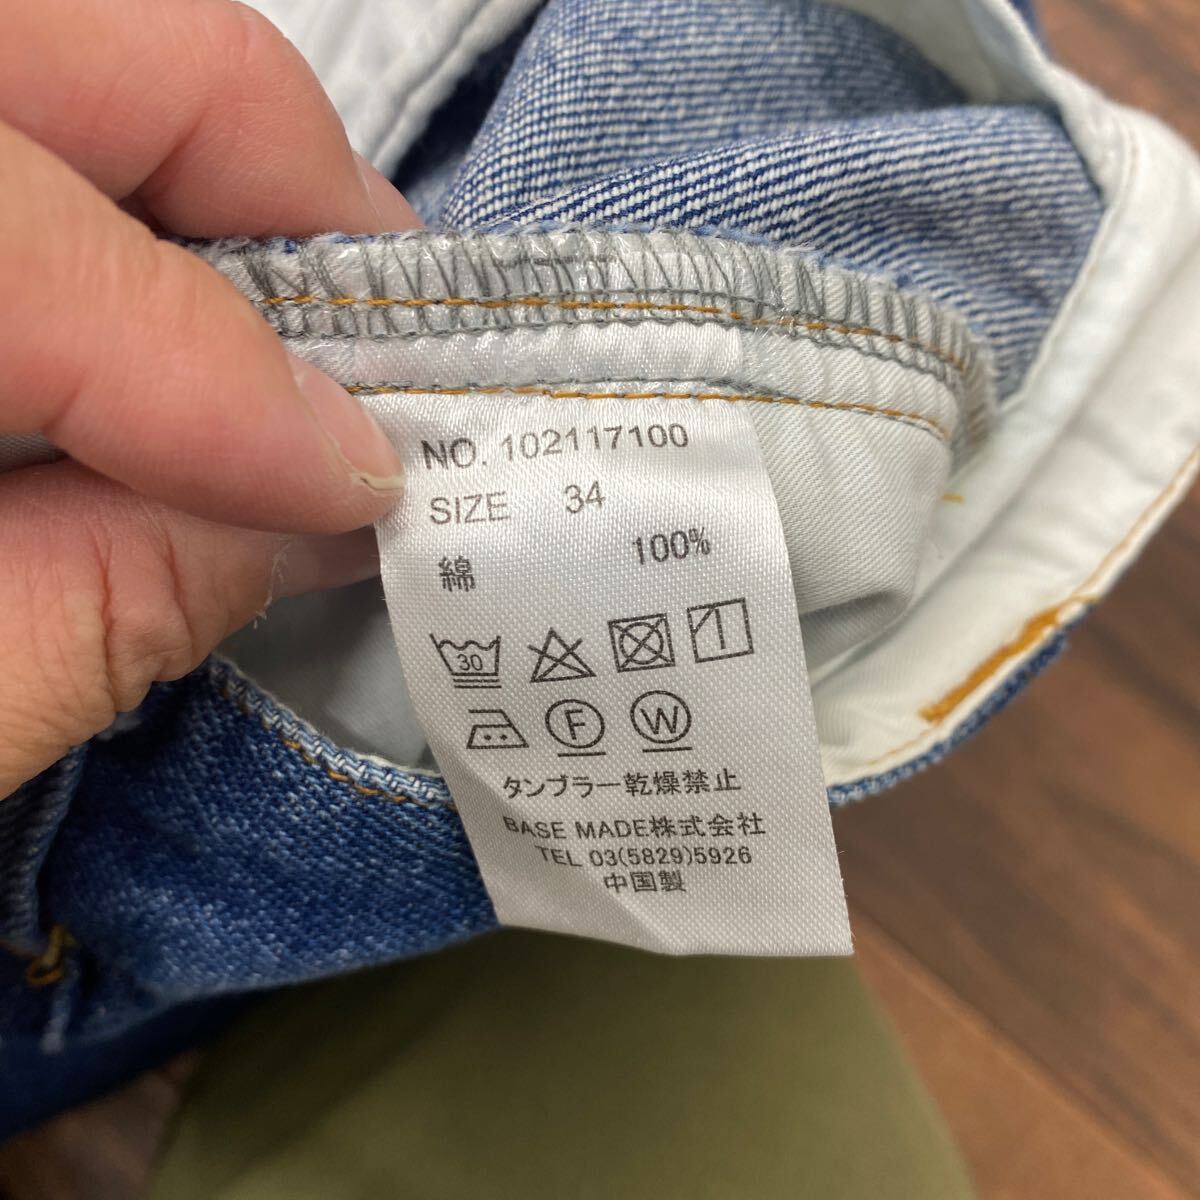 NO. 102117100
SIZE 34
綿 100%
30
F W
タンブラー乾燥禁止
BASE MADE株式会社
TEL 03(5829)5926
中国製